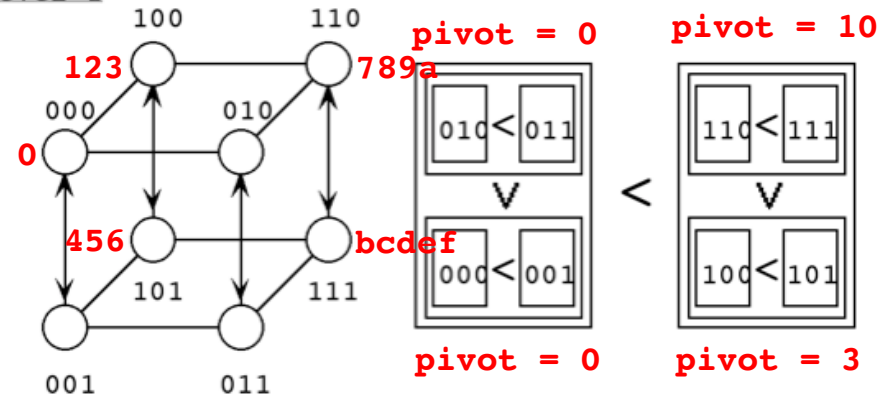 100
110
pivot = 0
pivot = 10
123
789a
000
010
0
010 < 011
110 < 111
v
<
v
456
bcdef
000 < 001
100 < 101
101
111
pivot = 0
pivot = 3
001
011